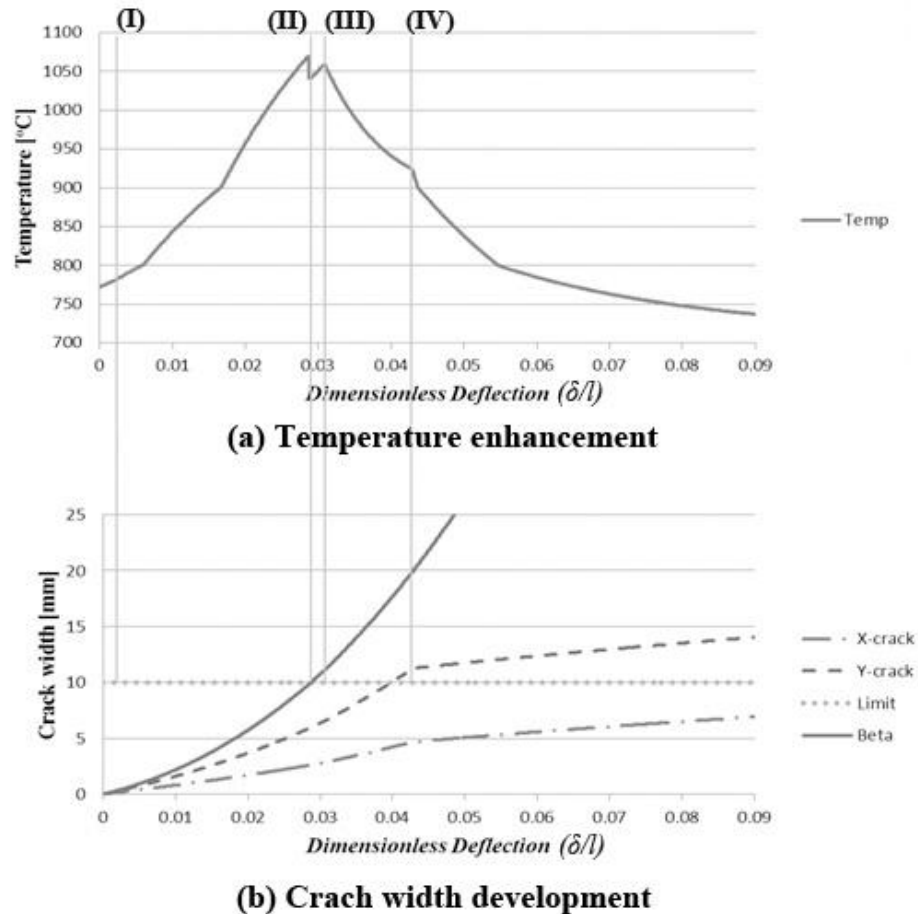 (I) (II) (III) (IV)
1100
1050
1000
950
900
850
800
750
700
Temperature [°C]
Temp
0 0.01 0.02 0.03 0.04 0.05 0.06 0.07 0.08 0.09
Dimensionless Deflection (δ/l)
(a) Temperature enhancement
25
20
15
10
5
0
Crack width [mm]
X-crack
Y-crack
Limit
Beta
0 0.01 0.02 0.03 0.04 0.05 0.06 0.07 0.08 0.09
Dimensionless Deflection (δ/l)
(b) Crach width development